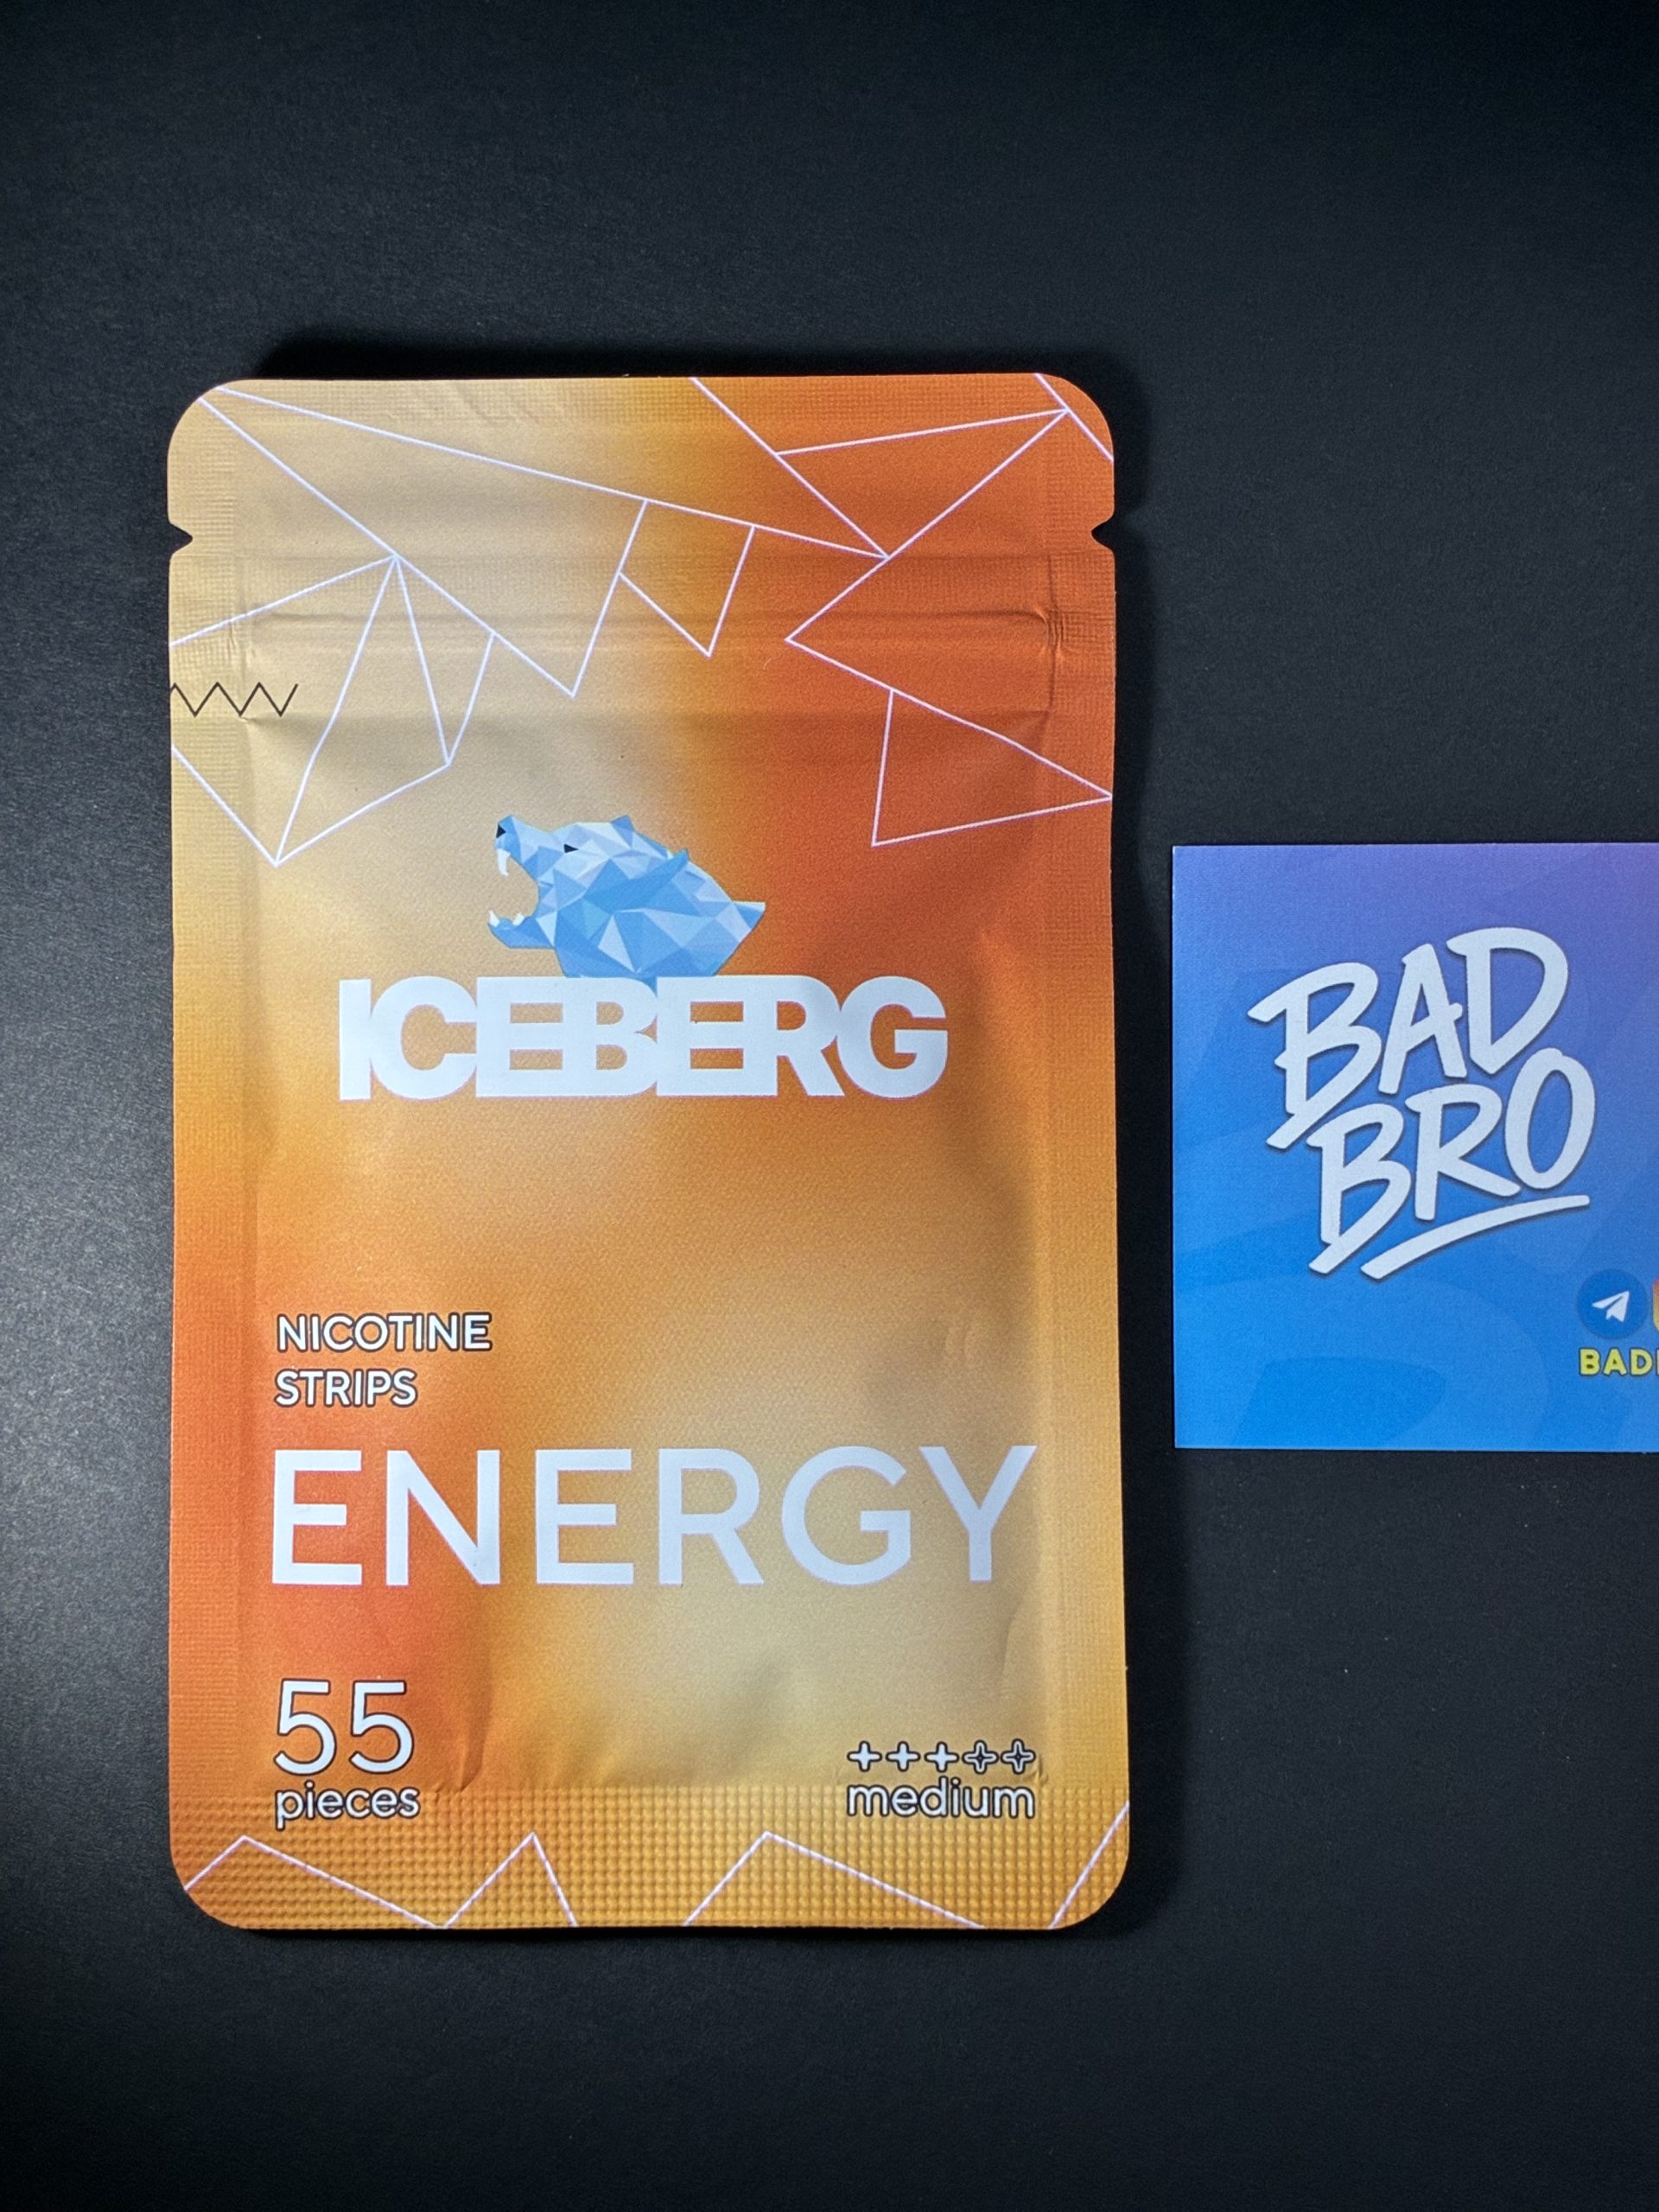 ICEBERG
NICOTINE
STRIPS
ENERGY
55
pieces
+++++
medium
BAD
BRO